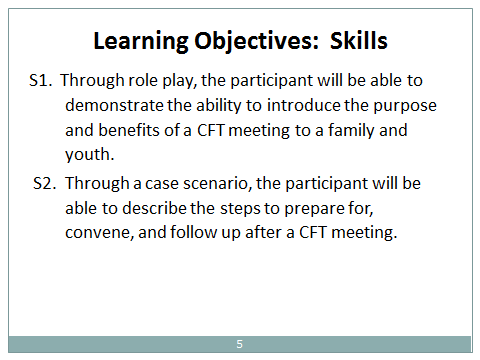 Learning Objectives: Skills
S1. Through role play, the participant will be able to
demonstrate the ability to introduce the purpose
and benefits of a CFT meeting to a family and
youth.
S2. Through a case scenario, the participant will be
able to describe the steps to prepare for,
convene, and follow up after a CFT meeting.
5